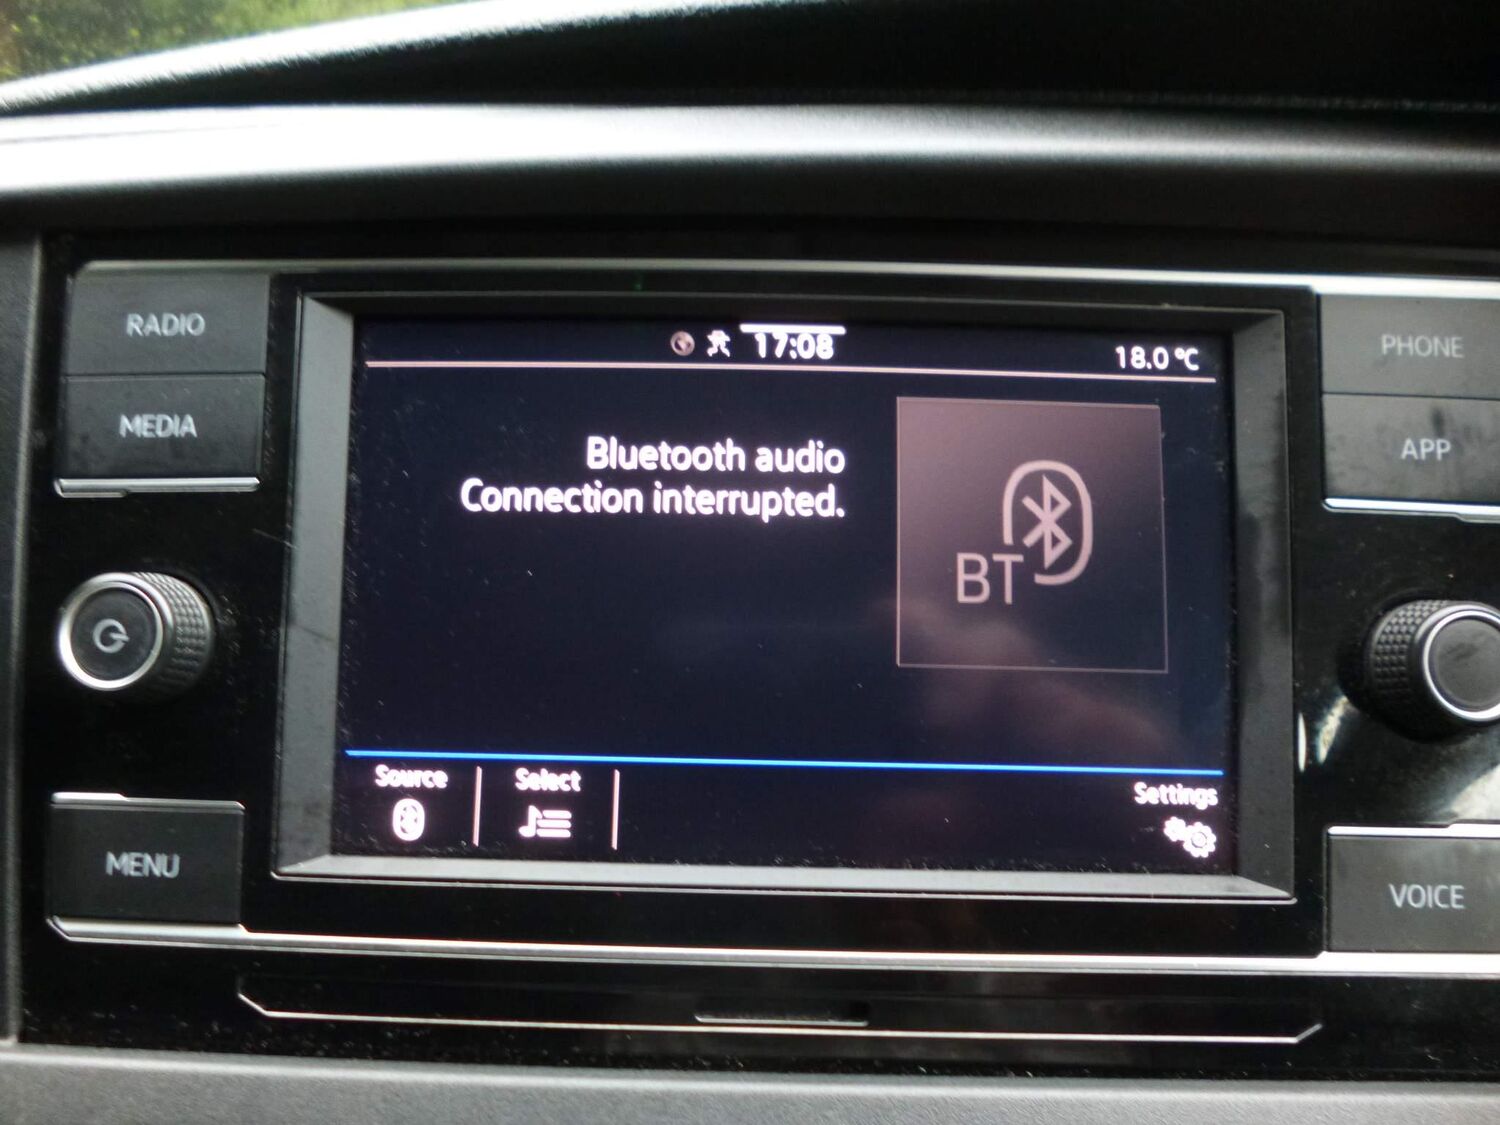 RADIO
MEDIA
MENU
17:08
18.0 °C
Bluetooth audio
Connection interrupted.
BT
Source
Select
Settings
PHONE
APP
VOICE